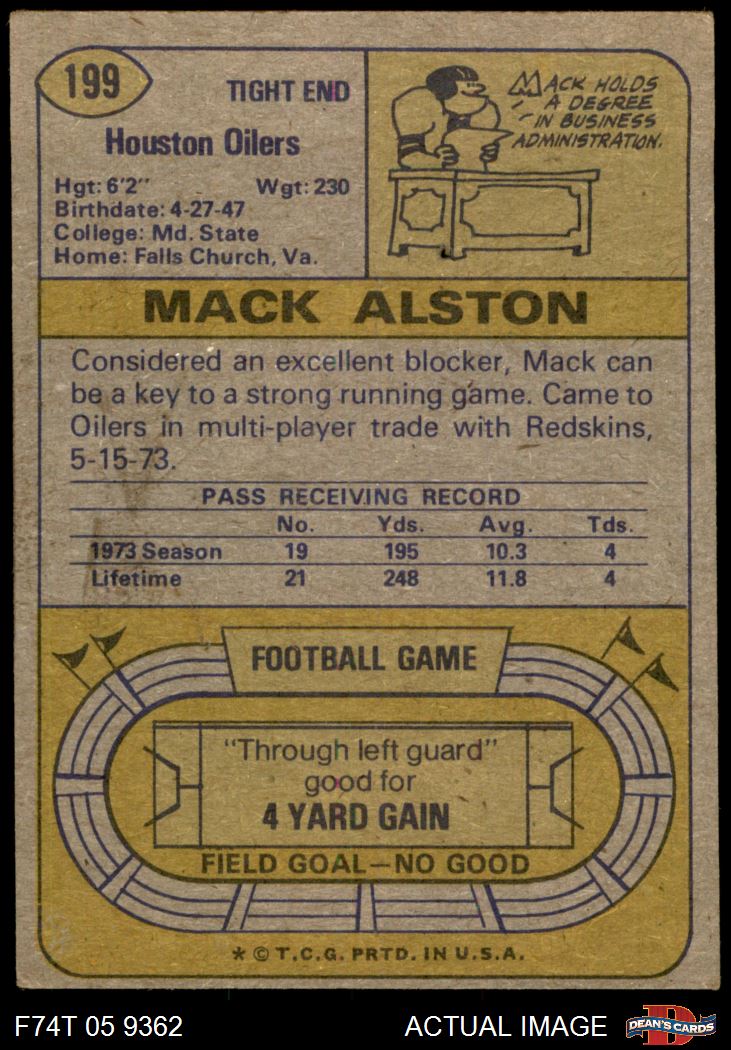 199
TIGHT END
Houston Oilers
Hgt: 6'2" Wgt: 230
Birthdate: 4-27-47
College: Md. State
Home: Falls Church, Va.
MACK HOLDS
A DEGREE
IN BUSINESS
ADMINISTRATION.
MACK ALSTON
Considered an excellent blocker, Mack can
be a key to a strong running game. Came to
Oilers in multi-player trade with Redskins,
5-15-73.
PASS RECEIVING RECORD
No. Yds. Avg. Tds.
1973 Season 19 195 10.3 4
Lifetime 21 248 11.8 4
FOOTBALL GAME
"Through left guard"
good for
4 YARD GAIN
FIELD GOAL—NO GOOD
* © T.C.G. PRTD. IN U.S.A.
F74T 05 9362 ACTUAL IMAGE
D
DEAN'S CARDS